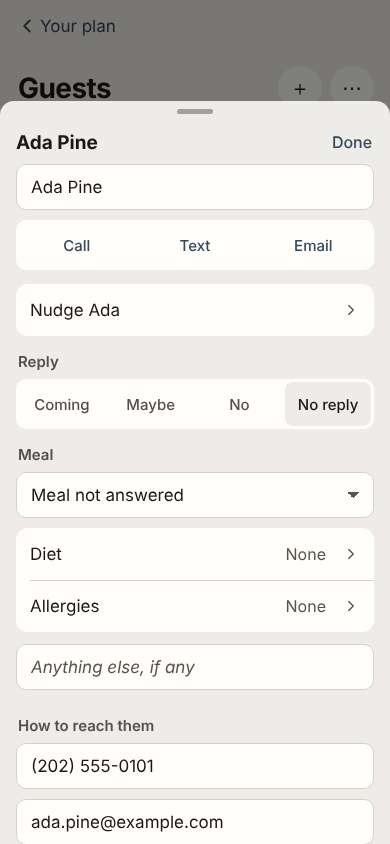 Your plan
Guests
+ ...
Ada Pine Done
Ada Pine
Call Text Email
Nudge Ada
Reply
Coming Maybe No No reply
Meal
Meal not answered
Diet None
Allergies None
Anything else, if any
How to reach them
(202) 555-0101
ada.pine@example.com